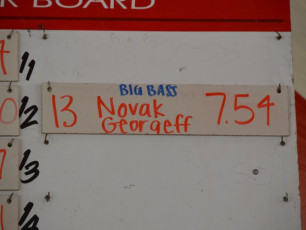 R BOARD
11
BIG BASS
12 13 Novak Georgeff 7.54
13
14